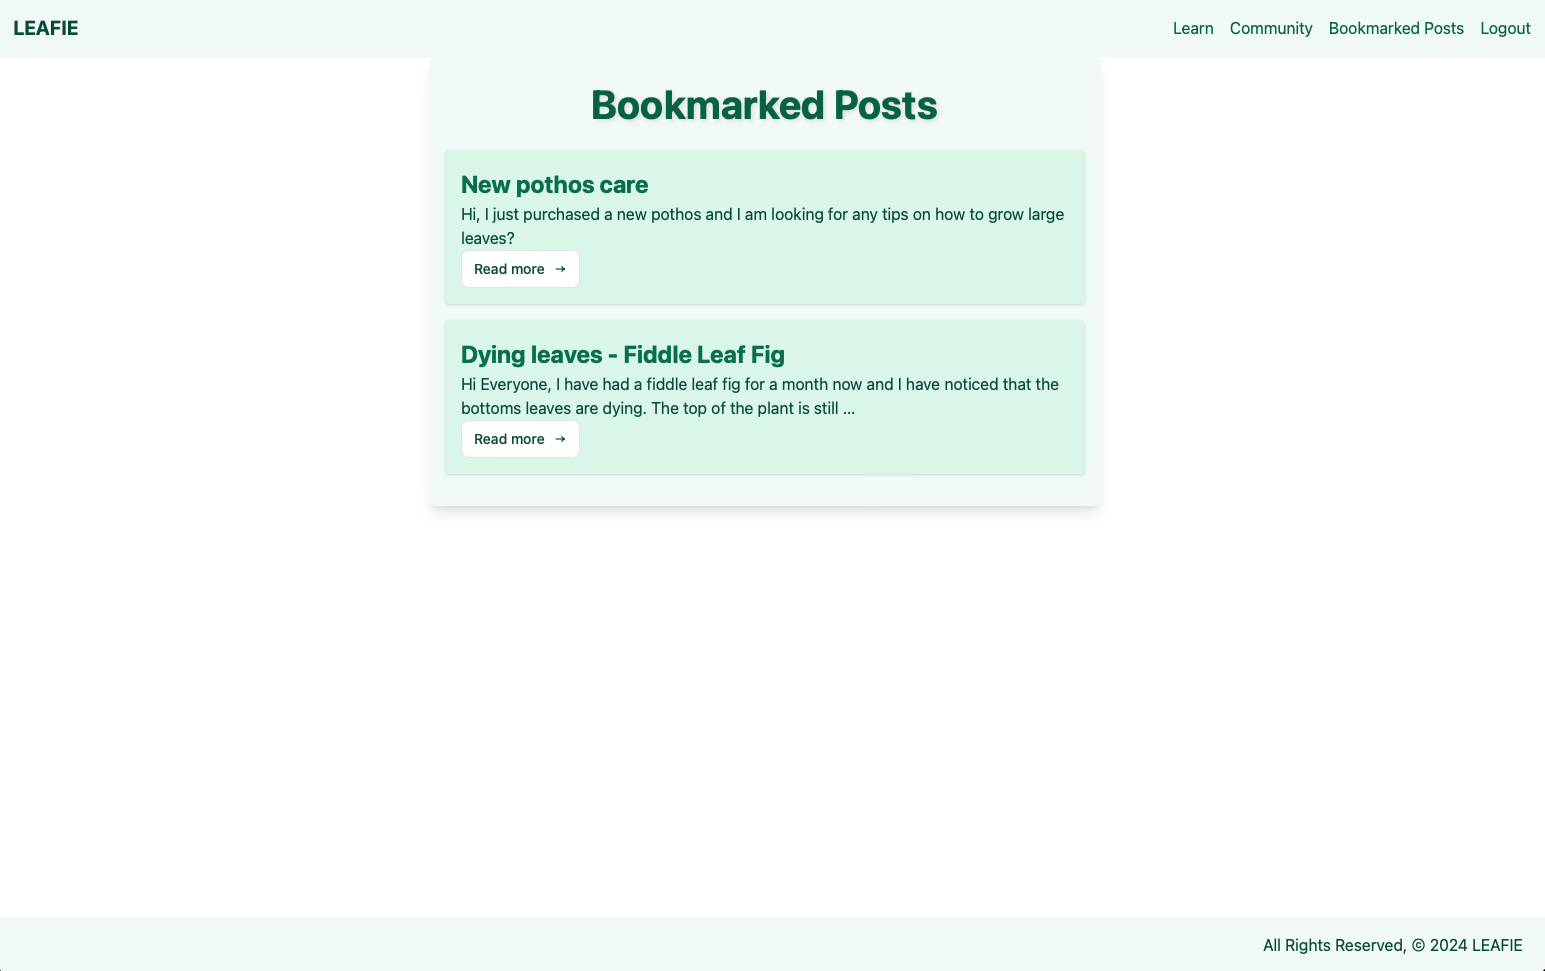 LEAFIE
Learn Community Bookmarked Posts Logout
Bookmarked Posts
New pothos care
Hi, I just purchased a new pothos and I am looking for any tips on how to grow large
leaves?
Read more →
Dying leaves - Fiddle Leaf Fig
Hi Everyone, I have had a fiddle leaf fig for a month now and I have noticed that the
bottoms leaves are dying. The top of the plant is still ...
Read more →
All Rights Reserved, © 2024 LEAFIE